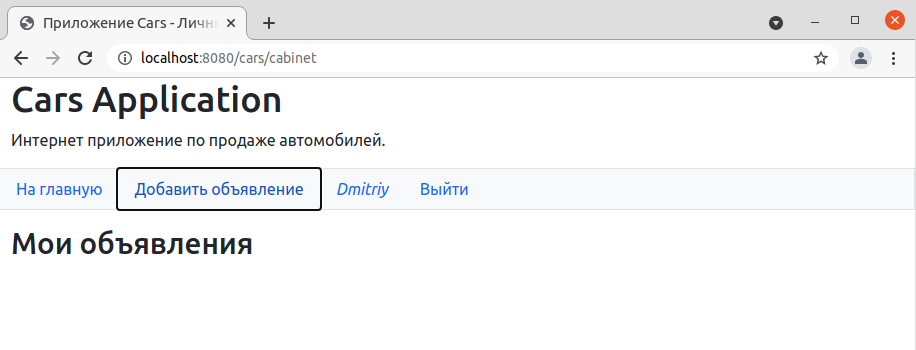 Приложение Cars - Личн
localhost:8080/cars/cabinet
Cars Application
Интернет приложение по продаже автомобилей.
На главную Добавить объявление Dmitriy Выйти
Мои объявления